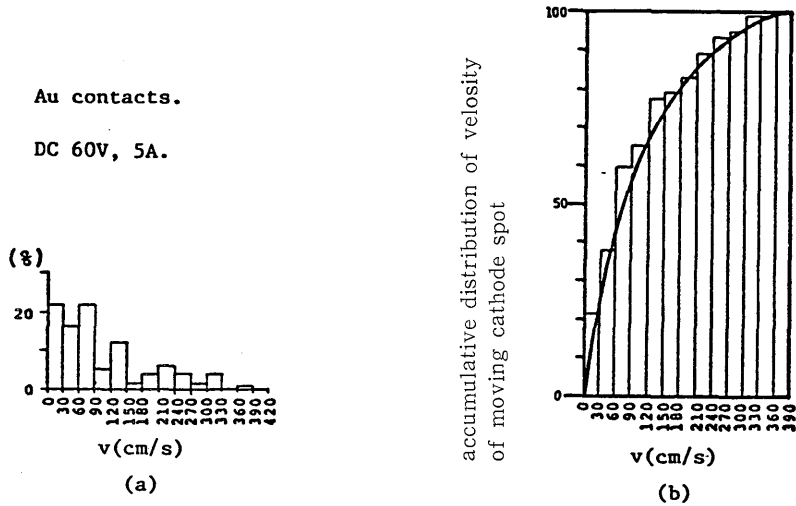 Au contacts.
DC 60V, 5A.
(%)
20
0
0 30 60 90 120 150 180 210 240 270 300 330 360 390 420
v(cm/s)
(a)
accumulative distribution of velosity
of moving cathode spot
100
50
0
0 30 60 90 120 150 180 210 240 270 300 330 360 390
v(cm/s)
(b)